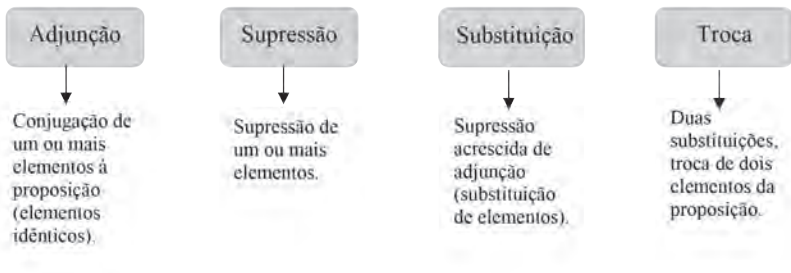 Adjunção
Conjugação de
um ou mais
elementos à
proposição
(elementos
idênticos).
Supressão
Supressão de
um ou mais
elementos.
Substituição
Supressão
acrescida de
adjunção
(substituição
de elementos).
Troca
Duas
substituições,
troca de dois
elementos da
proposição.